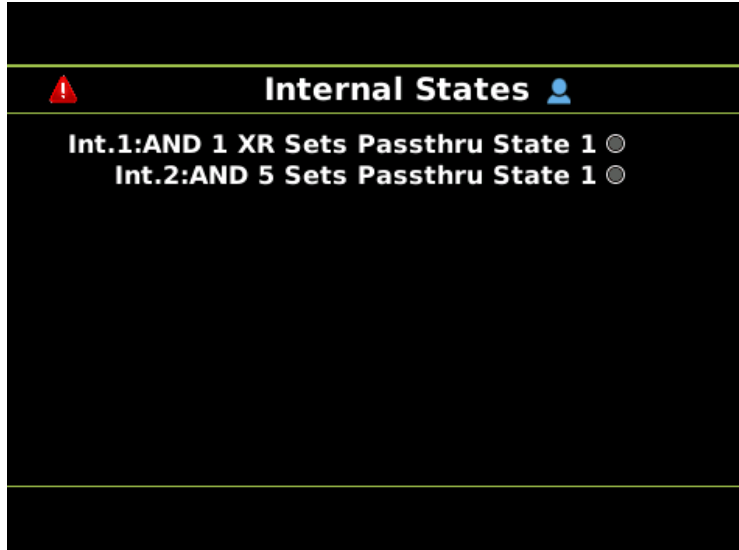 Internal States
Int.1:AND 1 XR Sets Passthru State 1
Int.2:AND 5 Sets Passthru State 1